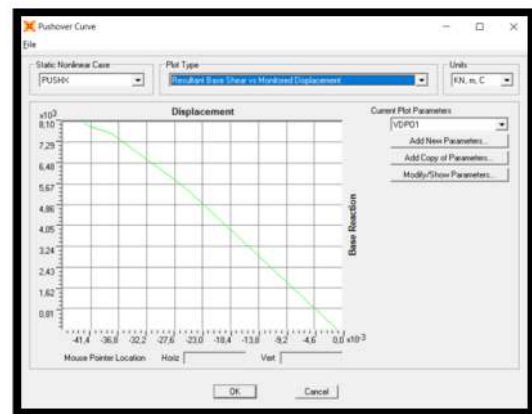 Pushover Curve
File
Static Nonlinear Case
PUSHX
Plot Type
Resultant Base Shear vs Monitored Displacement
Units
KN, m, C
Displacement
x10³
8,10
7,29
6,48
5,67
4,86
4,05
3,24
2,43
1,62
0,81
-41,4 -36,8 -32,2 -27,6 -23,0 -18,4 -13,8 -9,2 -4,6 0,0 x10-3
Base Reaction
Current Plot Parameters
VDPO1
Add New Parameters...
Add Copy of Parameters...
Modify/Show Parameters...
Mouse Pointer Location Horiz Vert
OK Cancel